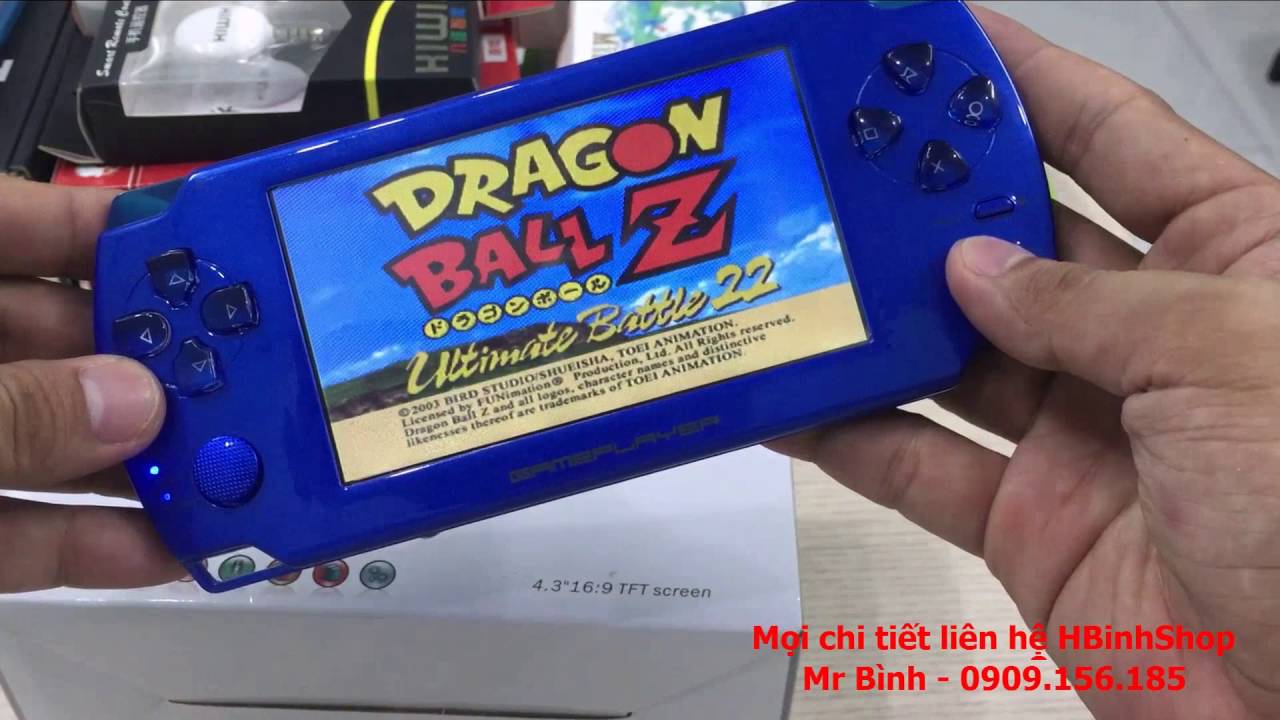 Smart Remote Con
HIWI
HIWI
DRAGON
BALL Z
ドラゴンボール
Ultimate Battle 22
©2003 BIRD STUDIO/SHUEISHA, TOEI ANIMATION.
Licensed by FUNimation® Production, Ltd. All Rights reserved.
Dragon Ball Z and all logos, character names and distinctive
likenesses thereof are trademarks of TOEI ANIMATION.
GAMEPLAYER
4.3"16:9 TFT screen
Mọi chi tiết liên hệ HBinhShop
Mr Bình - 0909.156.185